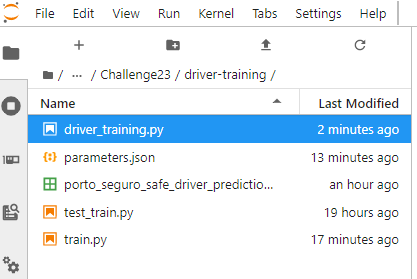 File Edit View Run Kernel Tabs Settings Help
/ ... / Challenge23 / driver-training /
Name Last Modified
driver_training.py 2 minutes ago
parameters.json 13 minutes ago
porto_seguro_safe_driver_predictio... an hour ago
test_train.py 19 hours ago
train.py 17 minutes ago